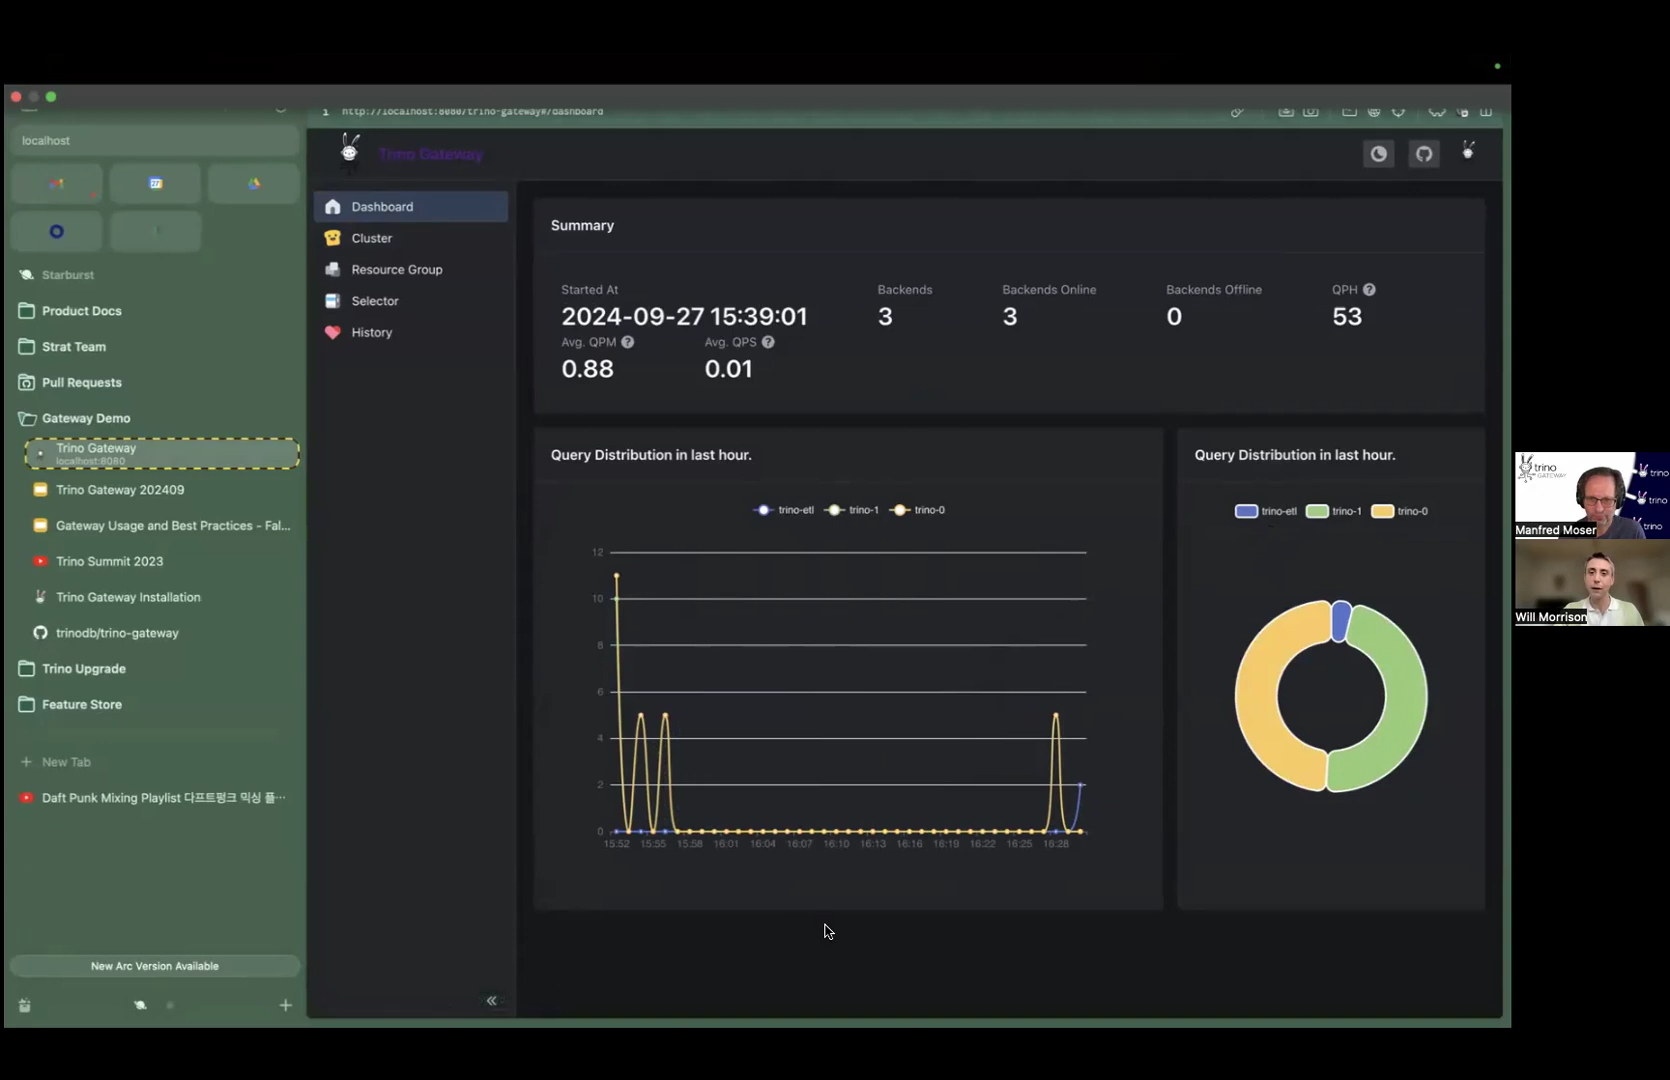 http://localhost:8080/trino-gateway#/dashboard
localhost
27
Starburst
Product Docs
Strat Team
Pull Requests
Gateway Demo
Trino Gateway
localhost:8080
Trino Gateway 202409
Gateway Usage and Best Practices - Fal...
Trino Summit 2023
Trino Gateway Installation
trinodb/trino-gateway
Trino Upgrade
Feature Store
+ New Tab
Daft Punk Mixing Playlist 다프트펑크 믹싱 플…
New Arc Version Available
Trino Gateway
Dashboard
Cluster
Resource Group
Selector
History
Summary
Started At
2024-09-27 15:39:01
Backends
3
Backends Online
3
Backends Offline
0
QPH
53
Avg. QPM
0.88
Avg. QPS
0.01
Query Distribution in last hour.
trino-etl trino-1 trino-0
12
10
8
6
4
2
0
15:52 15:55 15:58 16:01 16:04 16:07 16:10 16:13 16:16 16:19 16:22 16:25 16:28
Query Distribution in last hour.
trino-etl trino-1 trino-0
trino
GATEWAY
trino
trino
trino
Manfred Moser
Will Morrison